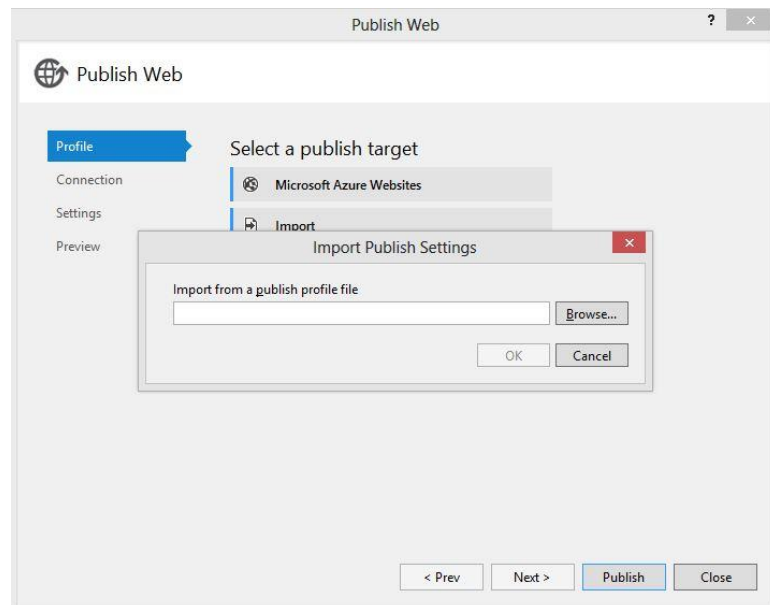 Publish Web
?
Publish Web
Profile
Connection
Settings
Preview
Select a publish target
Microsoft Azure Websites
Import
Import Publish Settings
Import from a publish profile file
Browse...
OK
Cancel
< Prev
Next >
Publish
Close